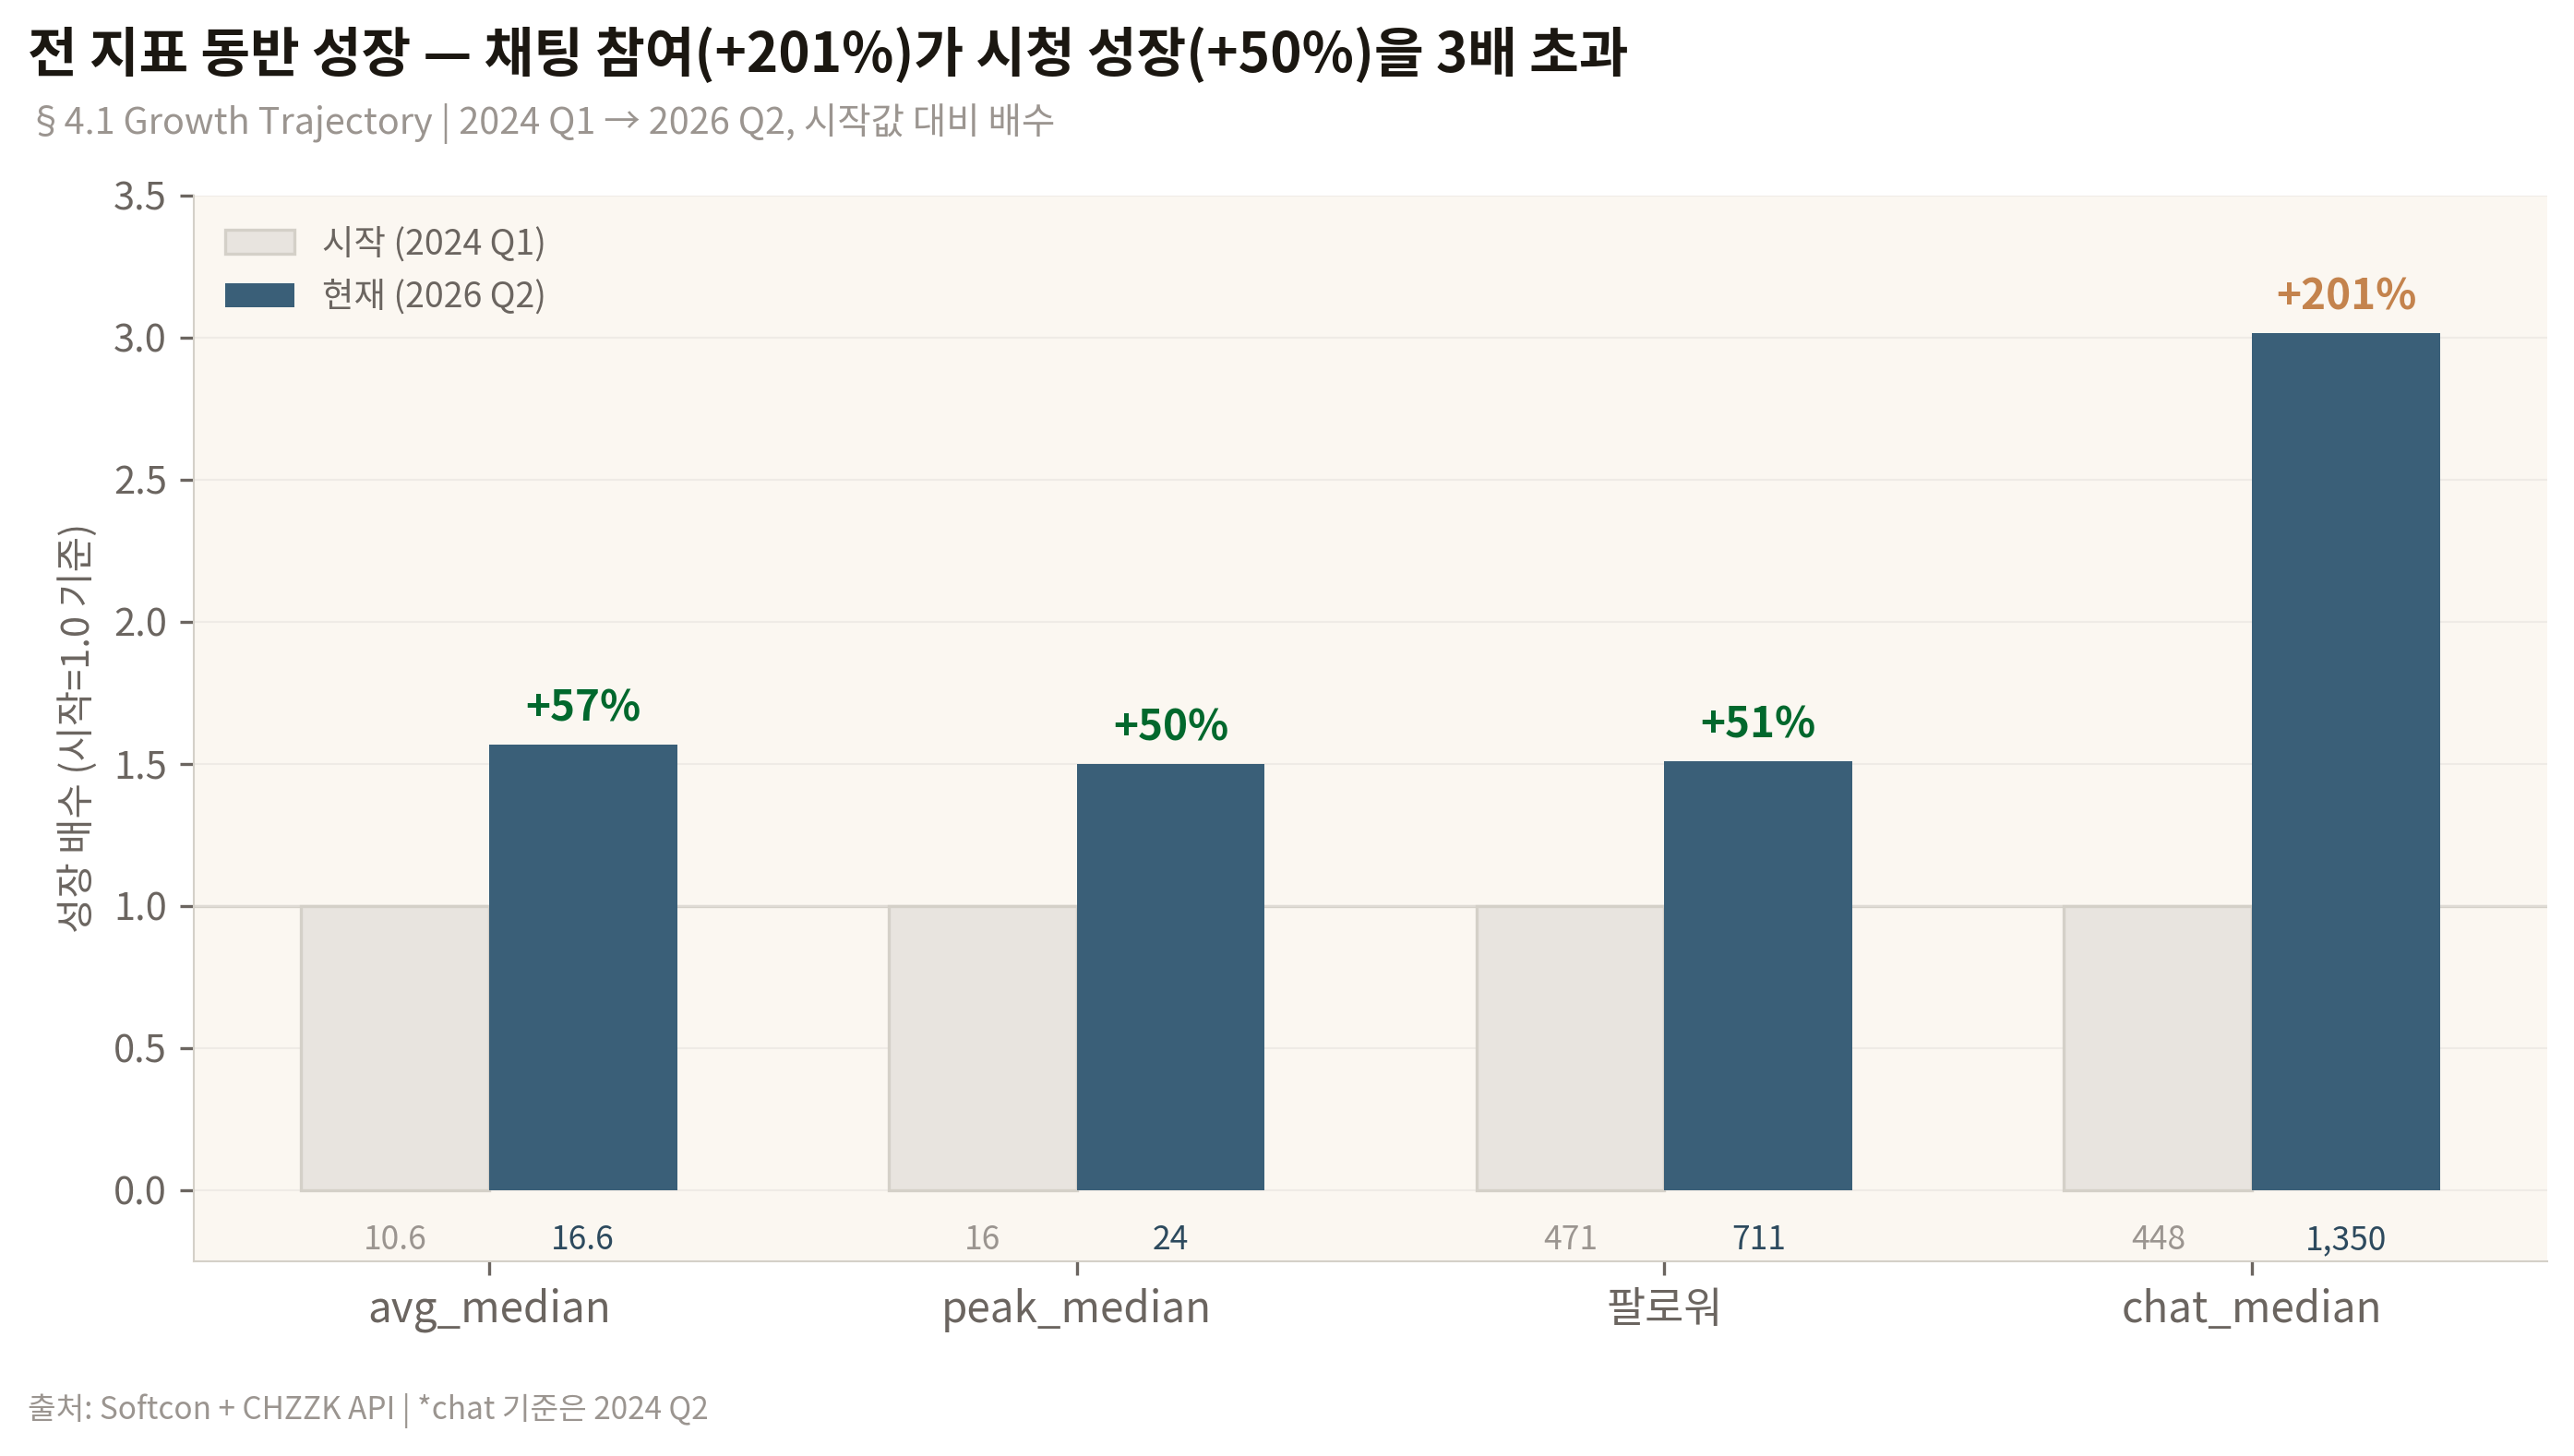 전 지표 동반 성장 — 채팅 참여(+201%)가 시청 성장(+50%)을 3배 초과
§4.1 Growth Trajectory | 2024 Q1 → 2026 Q2, 시작값 대비 배수
성장 배수 (시작=1.0 기준)
3.5
3.0
2.5
2.0
1.5
1.0
0.5
0.0
시작 (2024 Q1)
현재 (2026 Q2)
+57%
+50%
+51%
+201%
10.6 16.6 16 24 471 711 448 1,350
avg_median peak_median 팔로워 chat_median
출처: Softcon + CHZZK API | *chat 기준은 2024 Q2